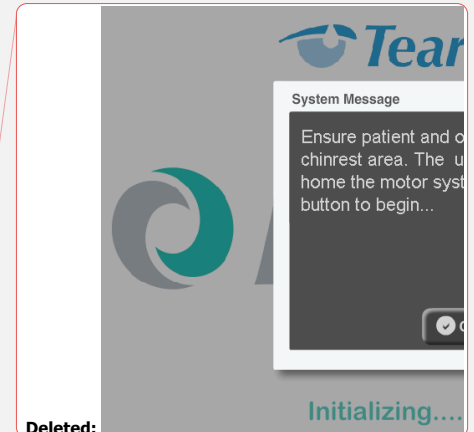 Tear
System Message
Ensure patient and o
chinrest area. The u
home the motor syst
button to begin...
Initializing....
Deleted: